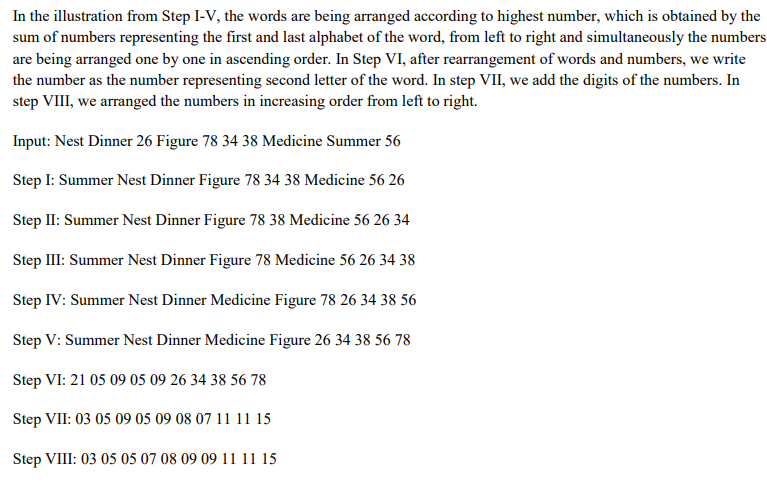 In the illustration from Step I-V, the words are being arranged according to highest number, which is obtained by the
sum of numbers representing the first and last alphabet of the word, from left to right and simultaneously the numbers
are being arranged one by one in ascending order. In Step VI, after rearrangement of words and numbers, we write
the number as the number representing second letter of the word. In step VII, we add the digits of the numbers. In
step VIII, we arranged the numbers in increasing order from left to right.
Input: Nest Dinner 26 Figure 78 34 38 Medicine Summer 56
Step I: Summer Nest Dinner Figure 78 34 38 Medicine 56 26
Step II: Summer Nest Dinner Figure 78 38 Medicine 56 26 34
Step III: Summer Nest Dinner Figure 78 Medicine 56 26 34 38
Step IV: Summer Nest Dinner Medicine Figure 78 26 34 38 56
Step V: Summer Nest Dinner Medicine Figure 26 34 38 56 78
Step VI: 21 05 09 05 09 26 34 38 56 78
Step VII: 03 05 09 05 09 08 07 11 11 15
Step VIII: 03 05 05 07 08 09 09 11 11 15